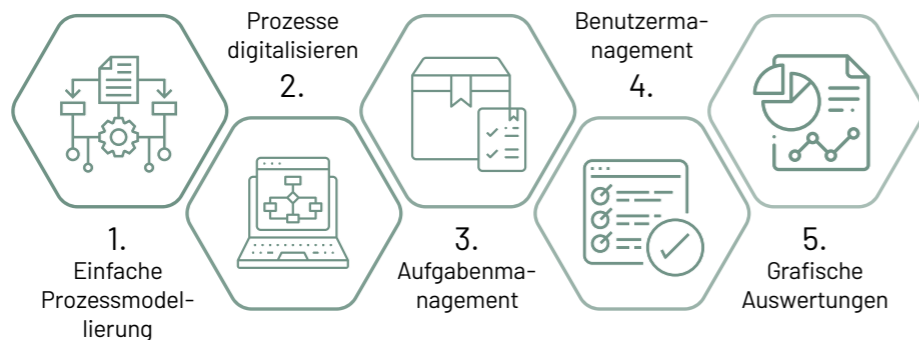 1.
Einfache
Prozessmodel-
lierung
Prozesse
digitalisieren
2.
3.
Aufgabenma-
nagement
Benutzerma-
nagement
4.
5.
Grafische
Auswertungen